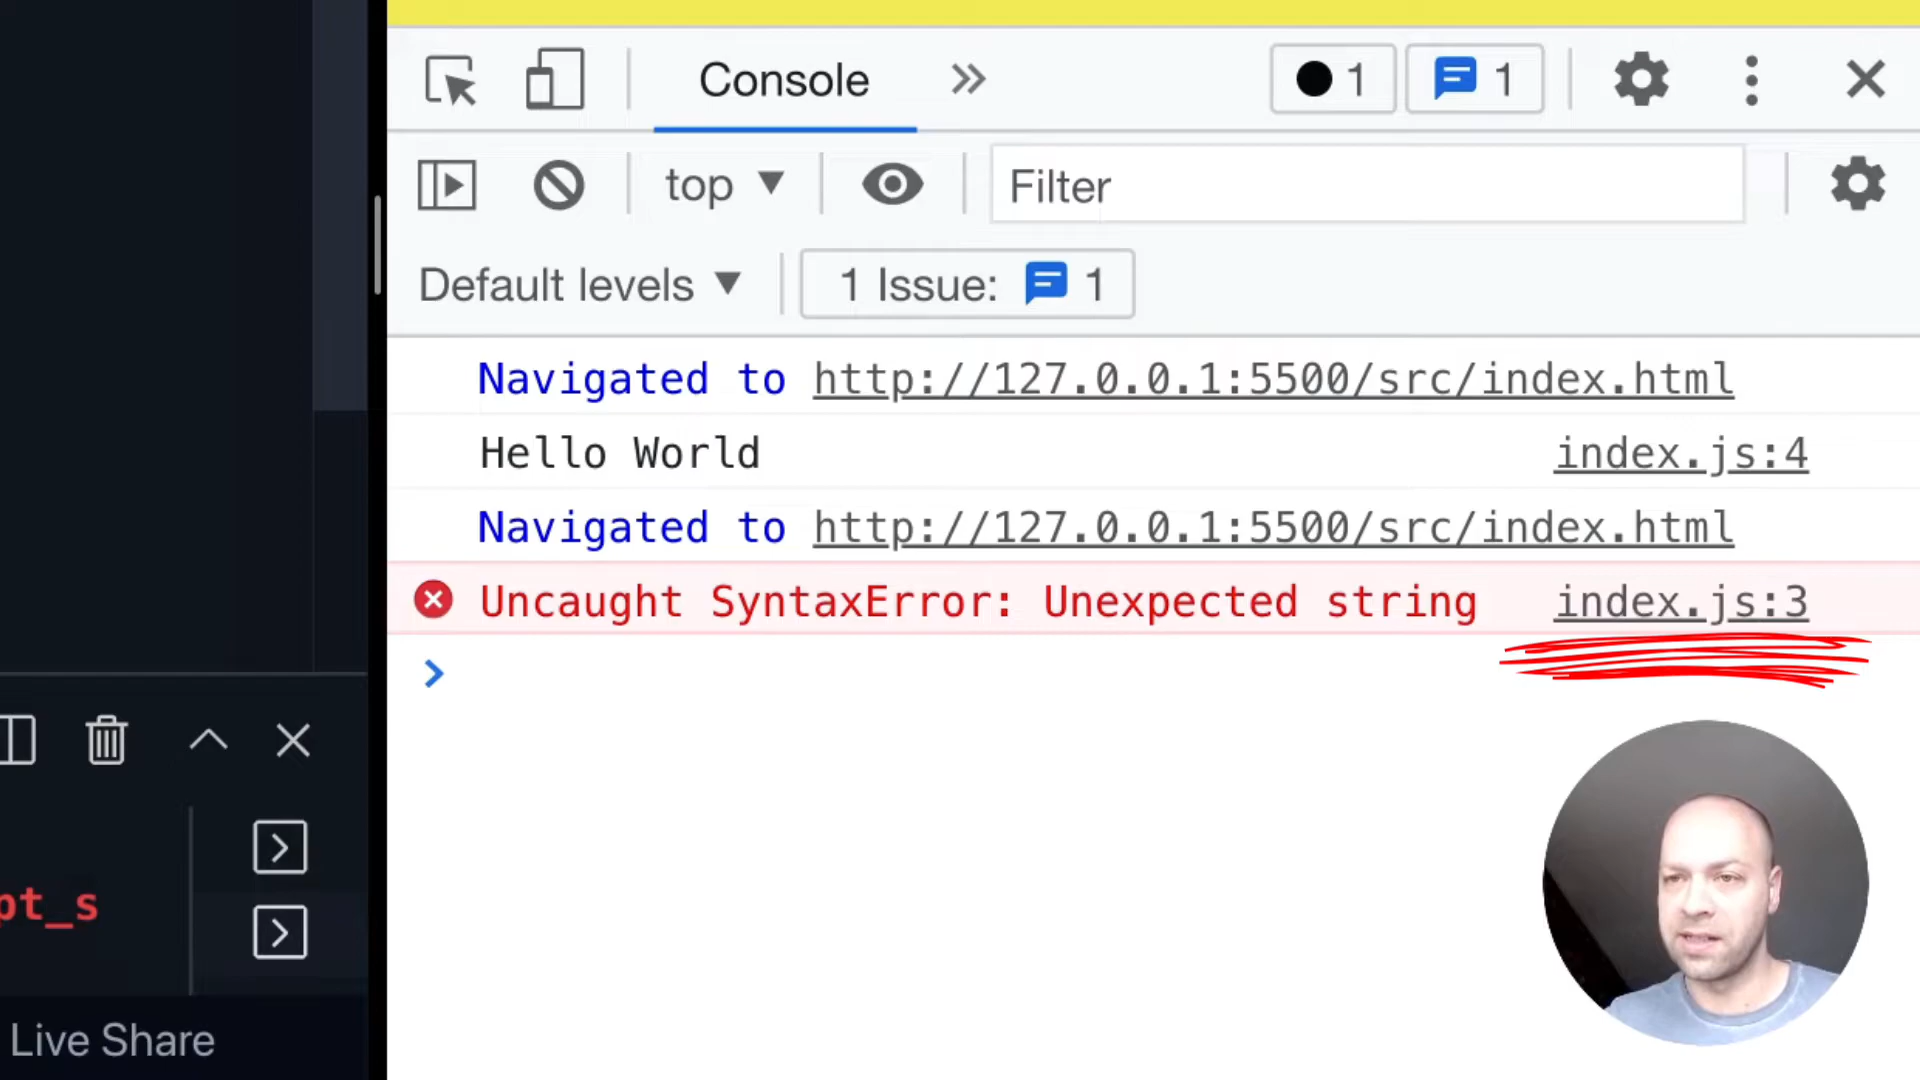 Console 1 1
top Filter
Default levels 1 Issue: 1
Navigated to http://127.0.0.1:5500/src/index.html
Hello World index.js:4
Navigated to http://127.0.0.1:5500/src/index.html
Uncaught SyntaxError: Unexpected string index.js:3
pt_s
Live Share